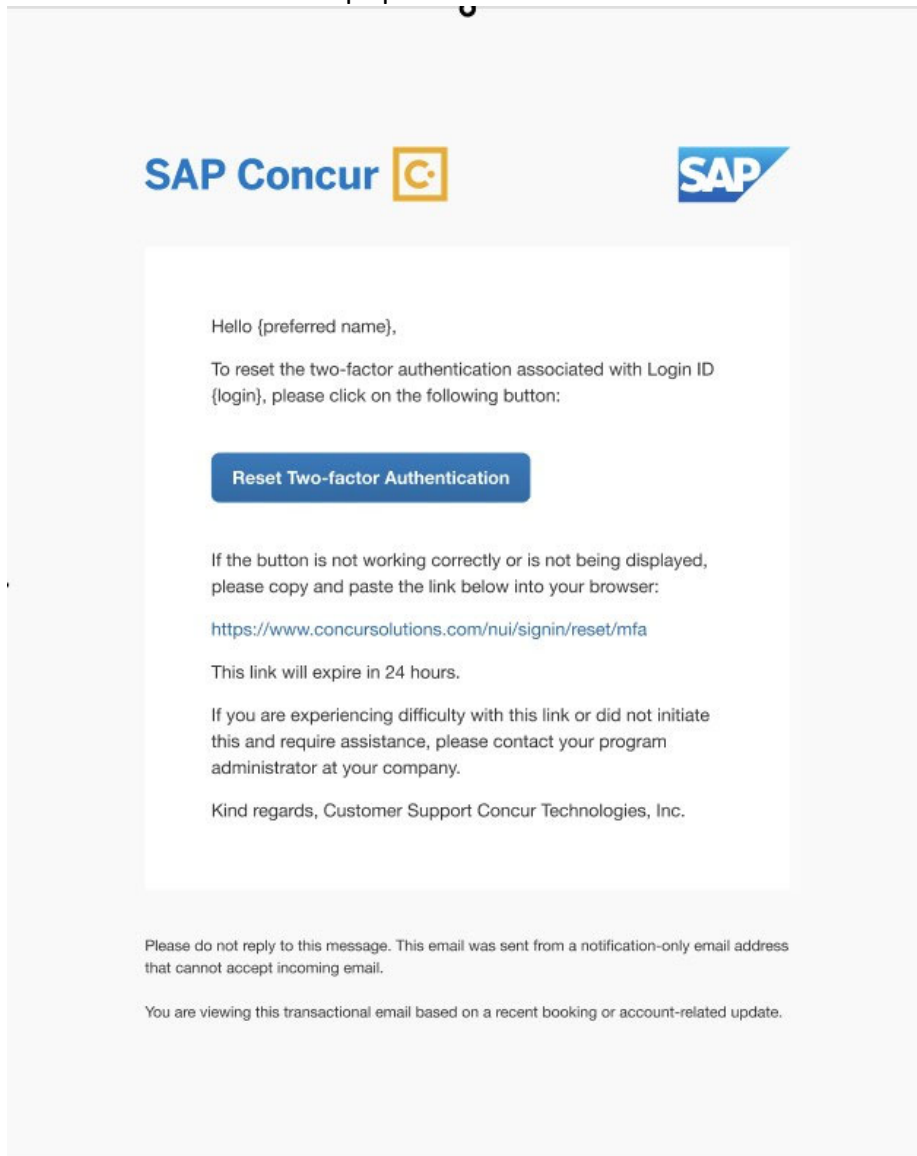 SAP Concur C
SAP
Hello {preferred name},
To reset the two-factor authentication associated with Login ID
{login}, please click on the following button:
Reset Two-factor Authentication
If the button is not working correctly or is not being displayed,
please copy and paste the link below into your browser:
https://www.concursolutions.com/nui/signin/reset/mfa
This link will expire in 24 hours.
If you are experiencing difficulty with this link or did not initiate
this and require assistance, please contact your program
administrator at your company.
Kind regards, Customer Support Concur Technologies, Inc.
Please do not reply to this message. This email was sent from a notification-only email address
that cannot accept incoming email.
You are viewing this transactional email based on a recent booking or account-related update.